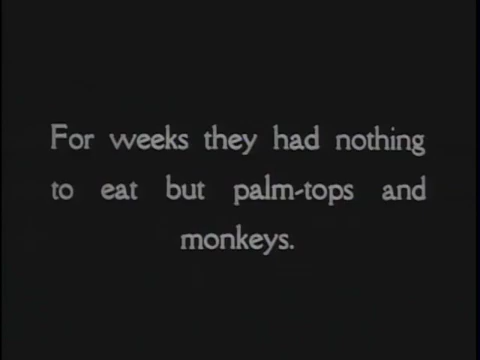 For weeks they had nothing
to eat but palm-tops and
monkeys.